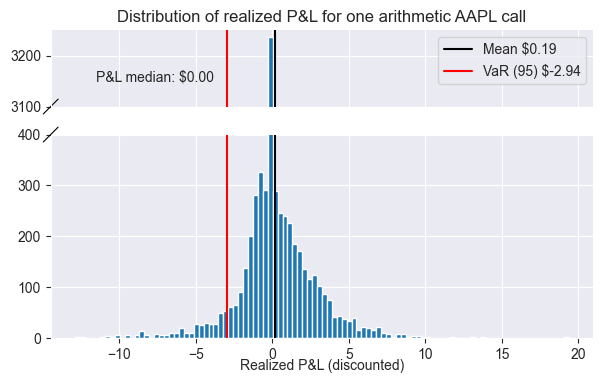 Distribution of realized P&L for one arithmetic AAPL call
3200
3100
P&L median: $0.00
Mean $0.19
VaR (95) $-2.94
400
300
200
100
0
−10 −5 0 5 10 15 20
Realized P&L (discounted)